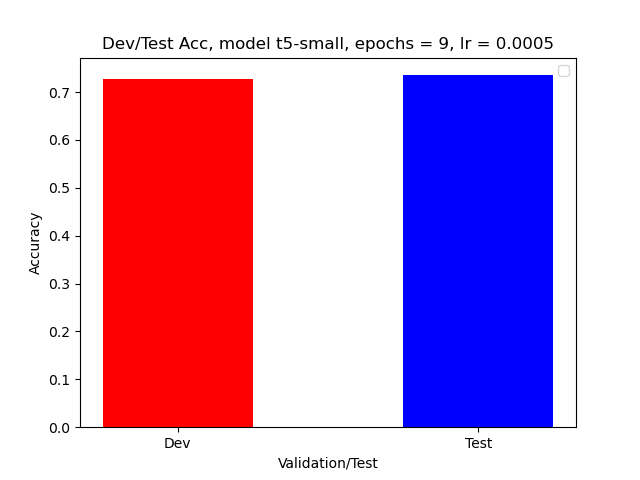 Dev/Test Acc, model t5-small, epochs = 9, lr = 0.0005
0.7
0.6
0.5
0.4
0.3
0.2
0.1
0.0
Accuracy
Dev
Test
Validation/Test